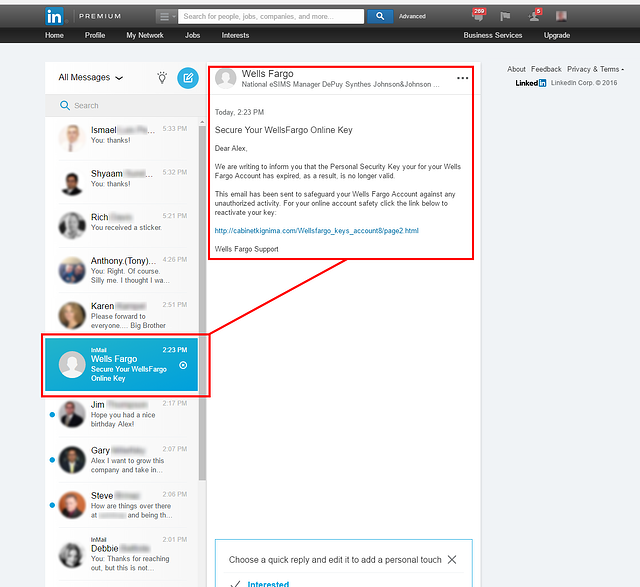 in PREMIUM
Search for people, jobs, companies, and more...
Advanced
289
5
Home Profile My Network Jobs Interests
Business Services Upgrade
All Messages
Search
Ismael
5:33 PM
You: thanks!
Shyaam
5:32 PM
You: thanks!
Rich
5:21 PM
You received a sticker.
Anthony.(Tony)...
4:26 PM
You: Right. Of course.
Silly me. I thought I wa...
Karen
2:51 PM
Please forward to
everyone.... Big Brother
InMail
2:23 PM
Wells Fargo
Secure Your WellsFargo
Online Key
Jim
2:17 PM
Hope you had a nice
birthday Alex!
Gary
2:07 PM
Alex I want to grow this
company and take in...
Steve
2:06 PM
How are things over there
at and being th...
InMail
2:01 PM
Debbie
You: Thanks for reaching
out, but this is not...
Wells Fargo
National eSIMS Manager DePuy Synthes Johnson&Johnson ...
Today, 2:23 PM
Secure Your WellsFargo Online Key
Dear Alex,
We are writing to inform you that the Personal Security Key your for your Wells
Fargo Account has expired, as a result, is no longer valid.
This email has been sent to safeguard your Wells Fargo Account against any
unauthorized activity. For your online account safety click the link below to
reactivate your key:
http://cabinetkignima.com/Wellsfargo_keys_account8/page2.html
Wells Fargo Support
Choose a quick reply and edit it to add a personal touch
Interested
About Feedback Privacy & Terms
Linked in LinkedIn Corp. © 2016